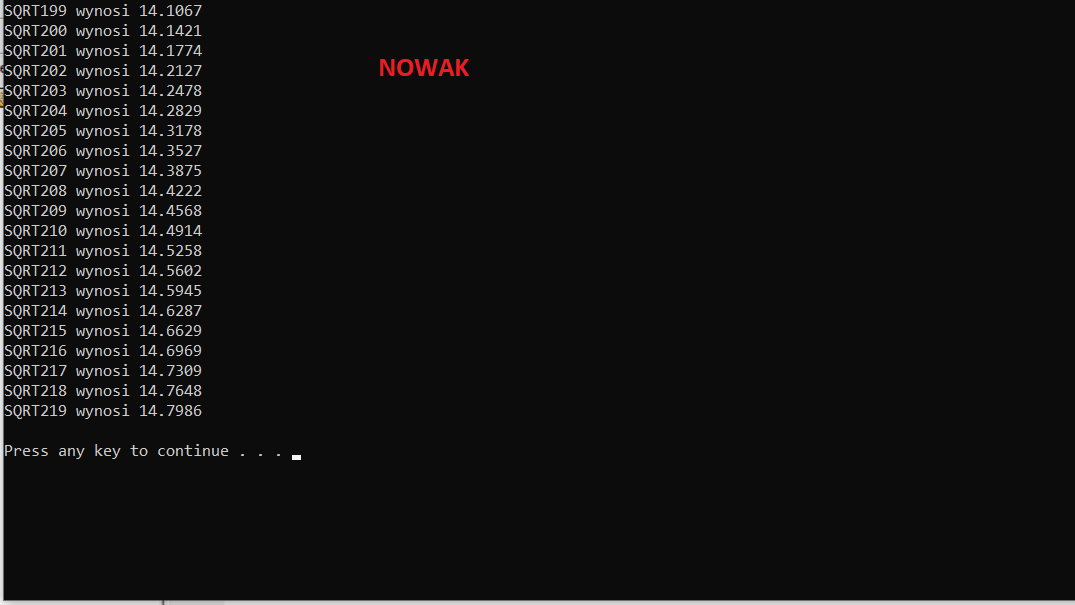 SQRT199 wynosi 14.1067
SQRT200 wynosi 14.1421
SQRT201 wynosi 14.1774
SQRT202 wynosi 14.2127
NOWAK
SQRT203 wynosi 14.2478
SQRT204 wynosi 14.2829
SQRT205 wynosi 14.3178
SQRT206 wynosi 14.3527
SQRT207 wynosi 14.3875
SQRT208 wynosi 14.4222
SQRT209 wynosi 14.4568
SQRT210 wynosi 14.4914
SQRT211 wynosi 14.5258
SQRT212 wynosi 14.5602
SQRT213 wynosi 14.5945
SQRT214 wynosi 14.6287
SQRT215 wynosi 14.6629
SQRT216 wynosi 14.6969
SQRT217 wynosi 14.7309
SQRT218 wynosi 14.7648
SQRT219 wynosi 14.7986
Press any key to continue . . .